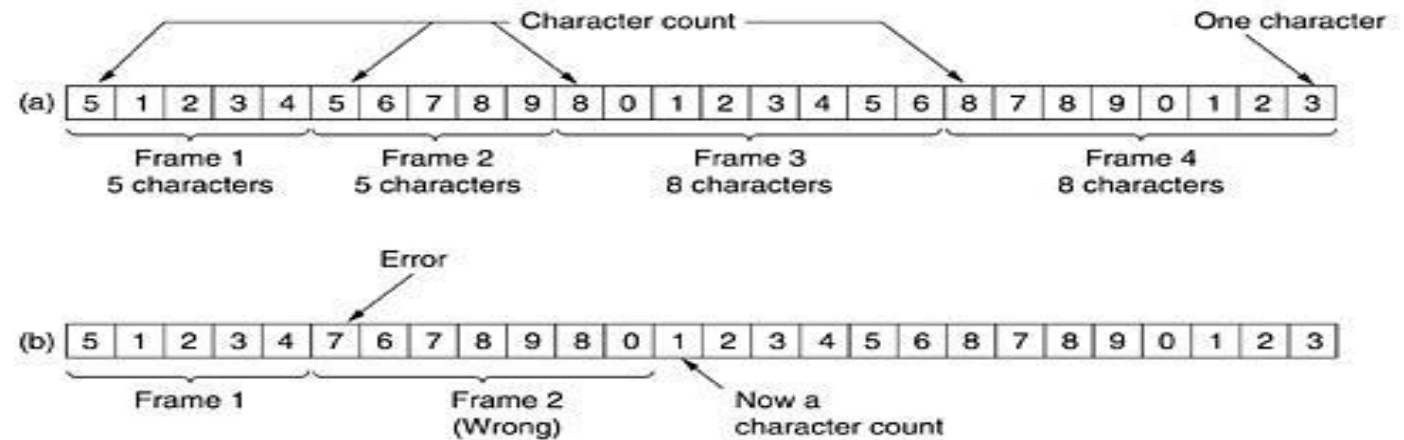 Character count
One character
(a) 5 1 2 3 4 5 6 7 8 9 8 0 1 2 3 4 5 6 8 7 8 9 0 1 2 3
Frame 1
5 characters
Frame 2
5 characters
Frame 3
8 characters
Frame 4
8 characters
Error
(b) 5 1 2 3 4 7 6 7 8 9 8 0 1 2 3 4 5 6 8 7 8 9 0 1 2 3
Frame 1
Frame 2
(Wrong)
Now a
character count